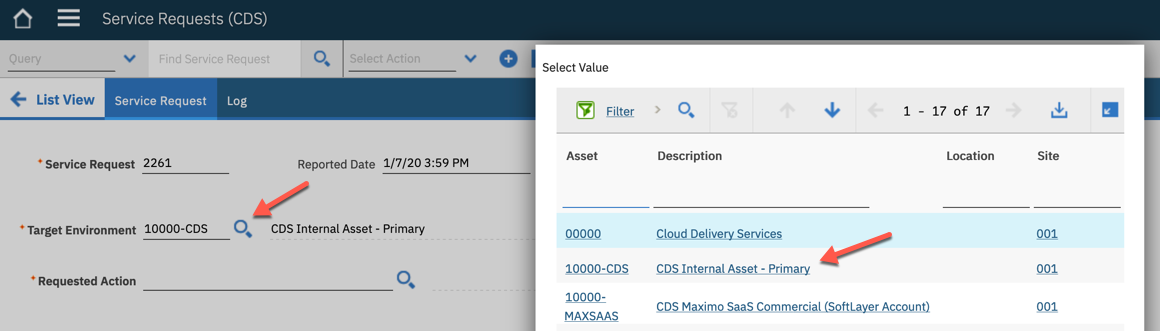 Service Requests (CDS)
Query Find Service Request Select Action
List View Service Request Log
* Service Request 2261 Reported Date 1/7/20 3:59 PM
* Target Environment 10000-CDS CDS Internal Asset - Primary
* Requested Action
Select Value
Filter 1 - 17 of 17
Asset Description Location Site
00000 Cloud Delivery Services 001
10000-CDS CDS Internal Asset - Primary 001
10000-
MAXSAAS CDS Maximo SaaS Commercial (SoftLayer Account) 001